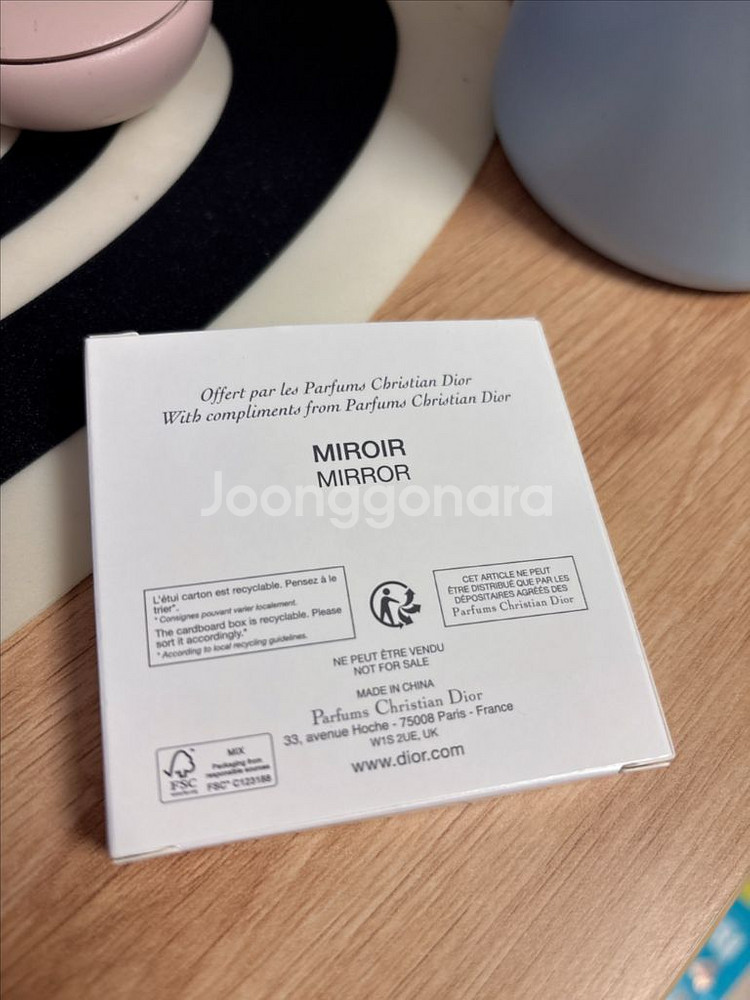 Offert par les Parfums Christian Dior
With compliments from Parfums Christian Dior
MIROIR
MIRROR
Joonggonara
L'étui carton est recyclable. Pensez à le
trier*.
* Consignes pouvant varier localement.
The cardboard box is recyclable. Please
sort it accordingly.*
* According to local recycling guidelines.
CET ARTICLE NE PEUT
ÊTRE DISTRIBUÉ QUE PAR LES
DÉPOSITAIRES AGRÉÉS DES
Parfums Christian Dior
NE PEUT ÊTRE VENDU
NOT FOR SALE
MADE IN CHINA
Parfums Christian Dior
33, avenue Hoche - 75008 Paris - France
W1S 2UE, UK
www.dior.com
FSC
MIX
Packaging from
responsible sources
FSC® C123188